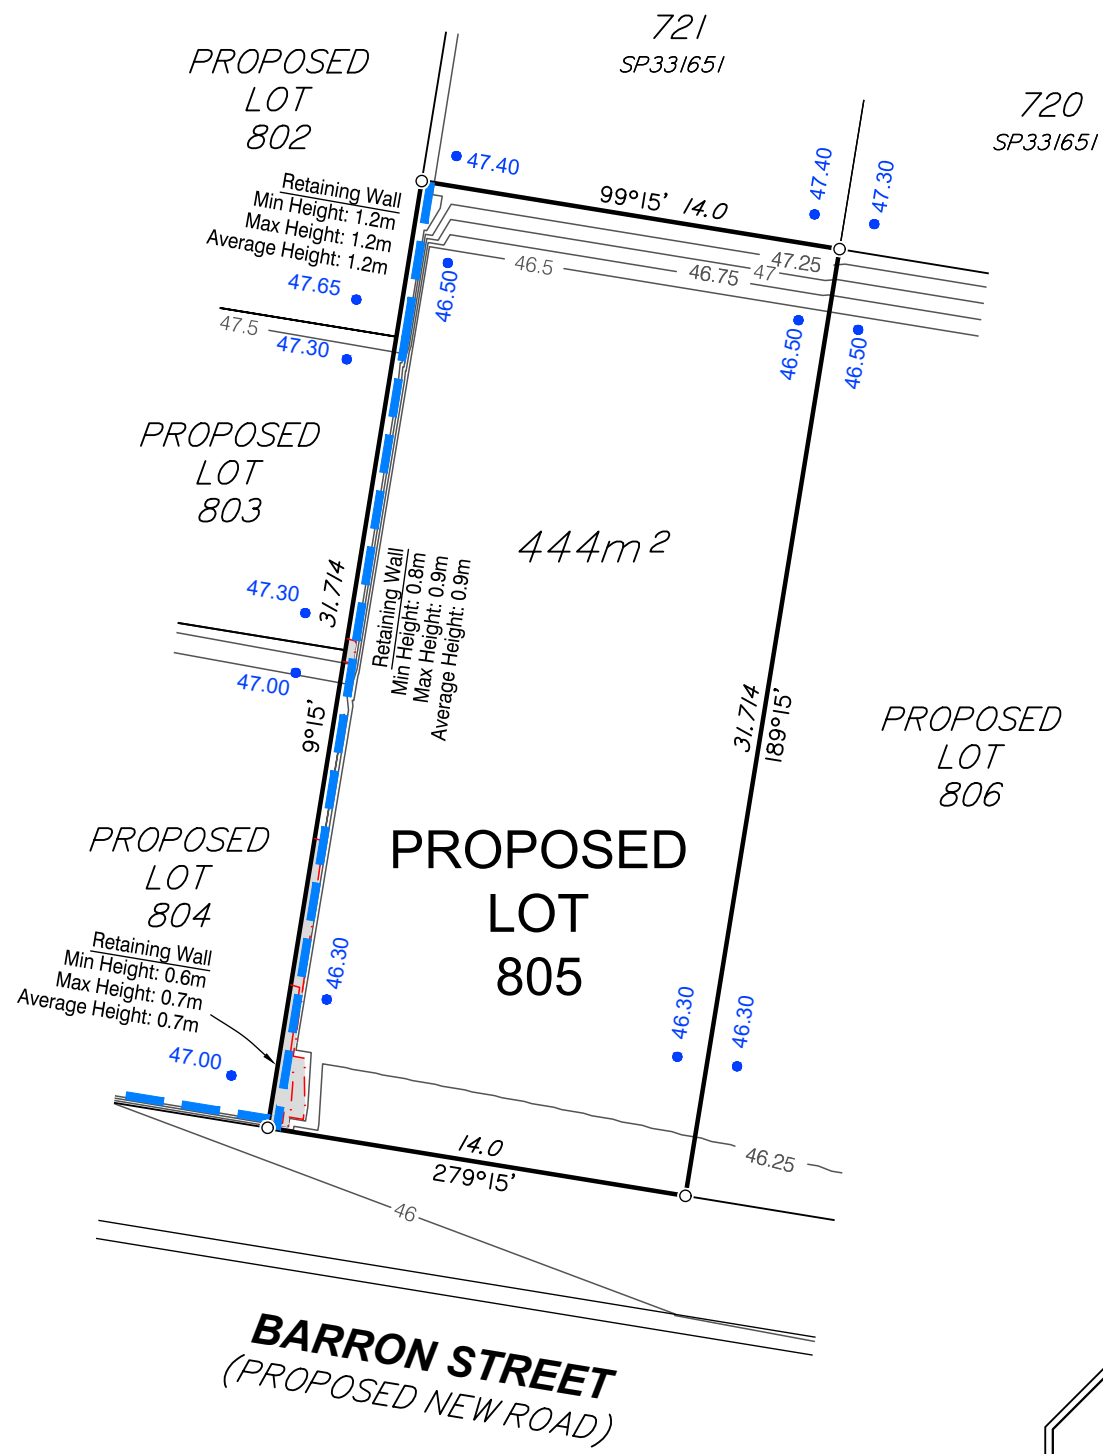 721
SP331651
720
SP331651
PROPOSED
LOT
802
47.40
47.40
47.30
99°15' 14.0
Retaining Wall
Min Height: 1.2m
Max Height: 1.2m
Average Height: 1.2m
47.65
46.50
46.5
46.75
47
47.25
46.50
46.50
47.5
47.30
PROPOSED
LOT
803
444m²
47.30
31.714
Retaining Wall
Min Height: 0.8m
Max Height: 0.9m
Average Height: 0.9m
47.00
9°15'
31.714
189°15'
PROPOSED
LOT
806
PROPOSED
LOT
804
PROPOSED
LOT
805
Retaining Wall
Min Height: 0.6m
Max Height: 0.7m
Average Height: 0.7m
46.30
46.30
46.30
47.00
14.0
279°15'
46.25
46
BARRON STREET
(PROPOSED NEW ROAD)